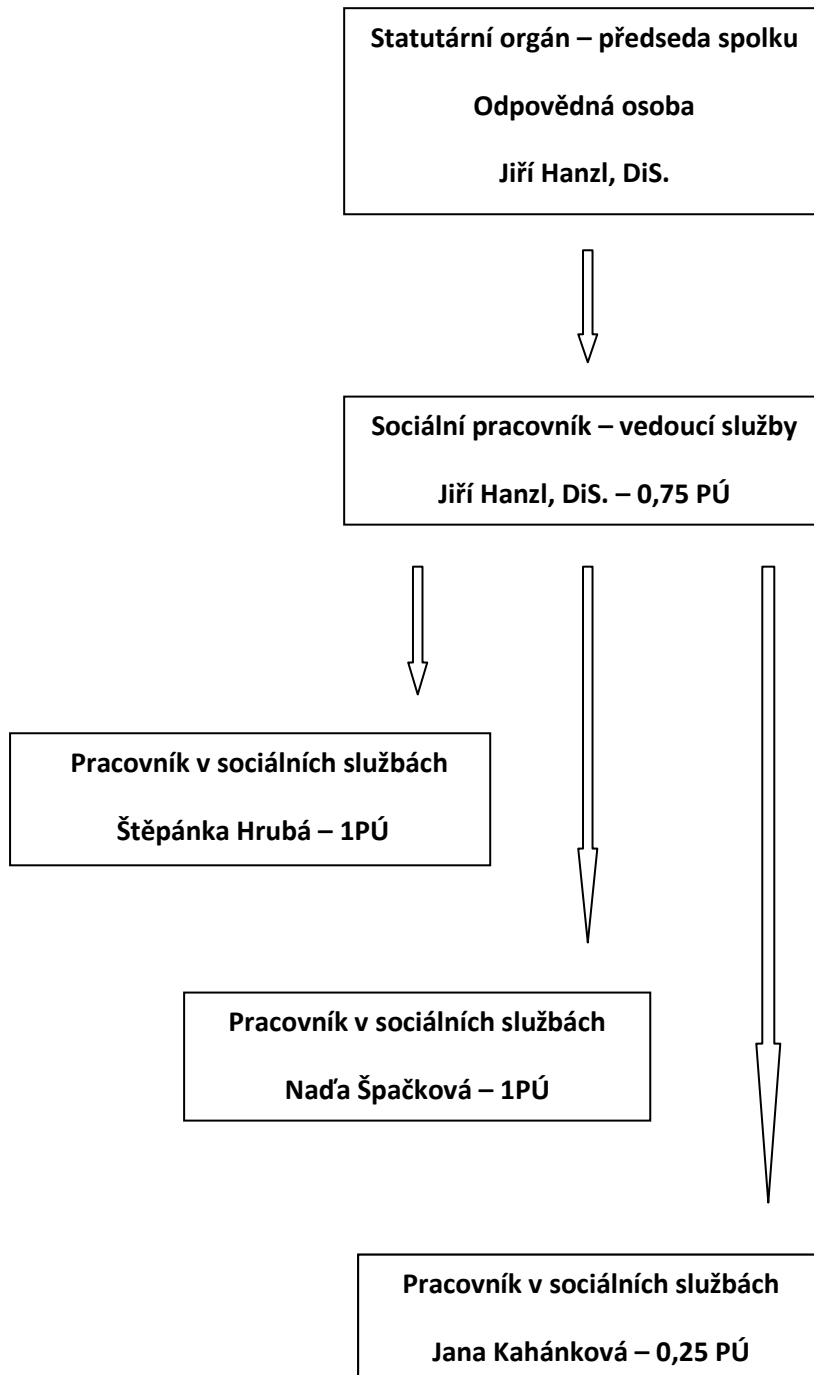 Statutární orgán – předseda spolku
Odpovědná osoba
Jiří Hanzl, DiS.
Sociální pracovník – vedoucí služby
Jiří Hanzl, DiS. – 0,75 PÚ
Pracovník v sociálních službách
Štěpánka Hrubá – 1PÚ
Pracovník v sociálních službách
Naďa Špačková – 1PÚ
Pracovník v sociálních službách
Jana Kahánková – 0,25 PÚ